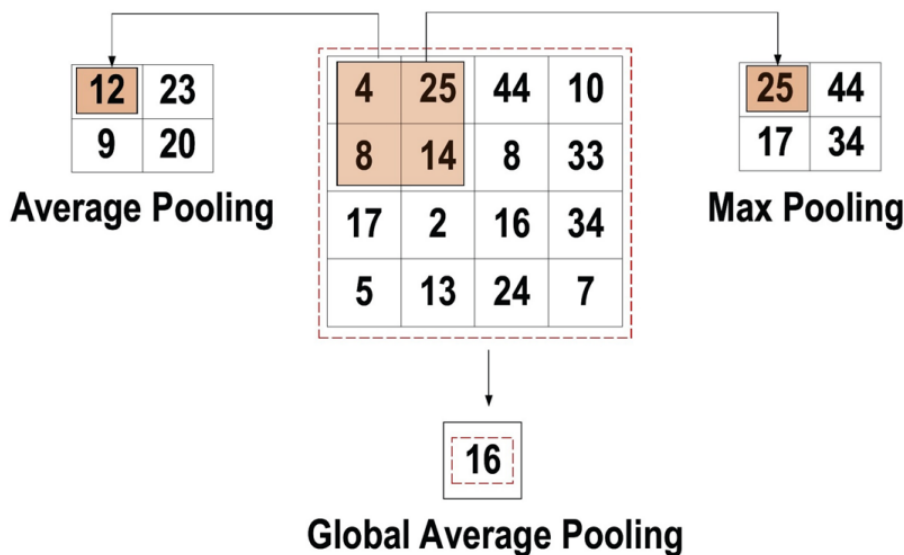 12 23
9 20
Average Pooling
4 25 44 10
8 14 8 33
17 2 16 34
5 13 24 7
25 44
17 34
Max Pooling
16
Global Average Pooling